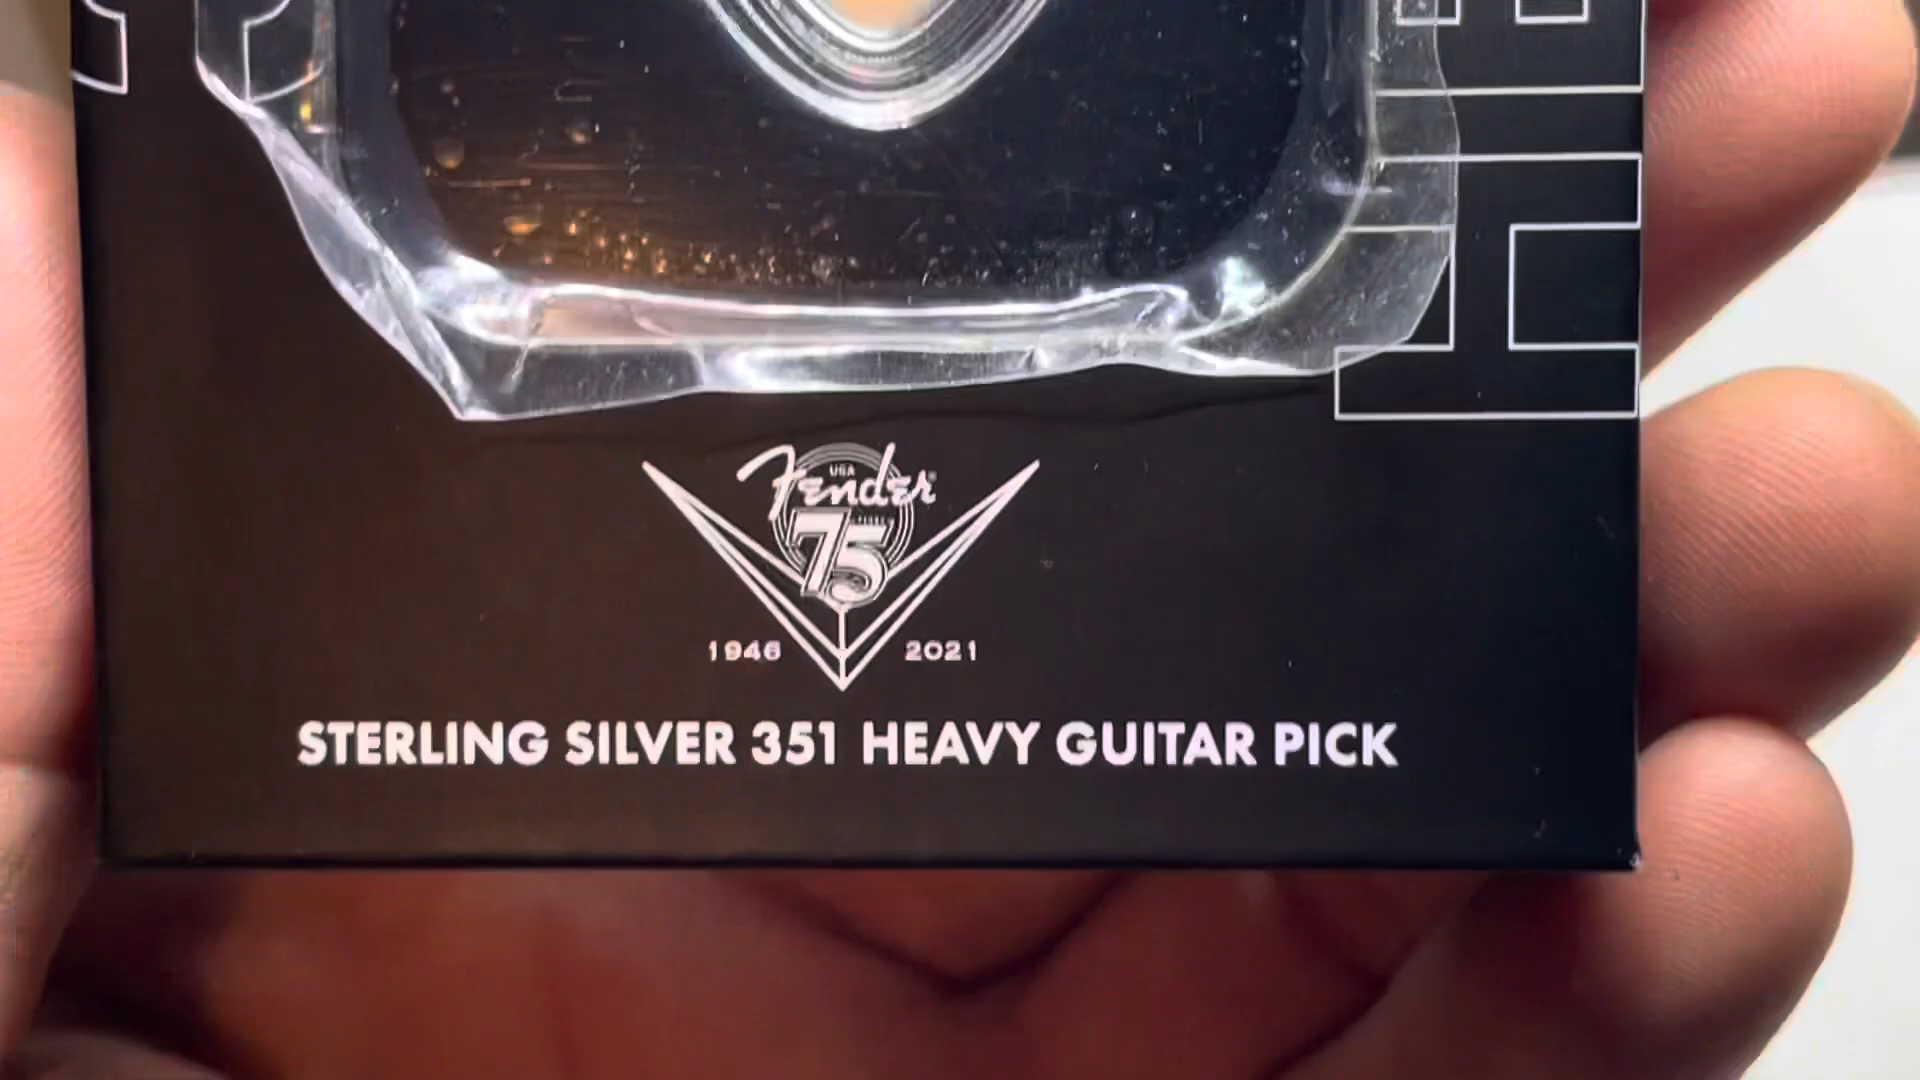 USA
Fender
75
1946 2021
STERLING SILVER 351 HEAVY GUITAR PICK